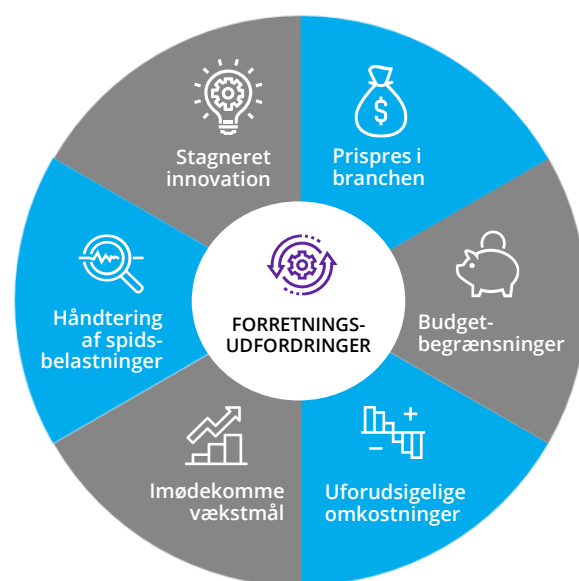 Stagneret
innovation
Prispres i
branchen
Håndtering
af spids-
belastninger
FORRETNINGS-
UDFORDRINGER
Budget-
begrænsninger
Imødekomme
vækstmål
Uforudsigelige
omkostninger